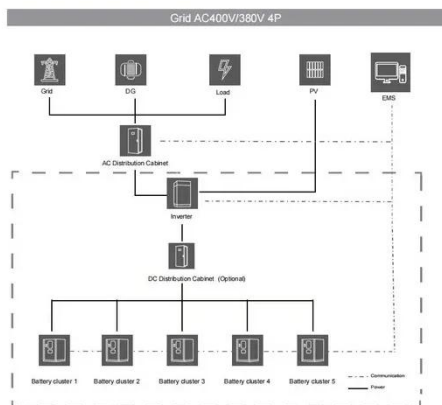 Grid AC400V/380V 4P
Grid
DG
Load
PV
EMS
AC Distribution Cabinet
Inverter
DC Distribution Cabinet (Optional)
Battery cluster 1
Battery cluster 2
Battery cluster 3
Battery cluster 4
Battery cluster 5
Communication
Power